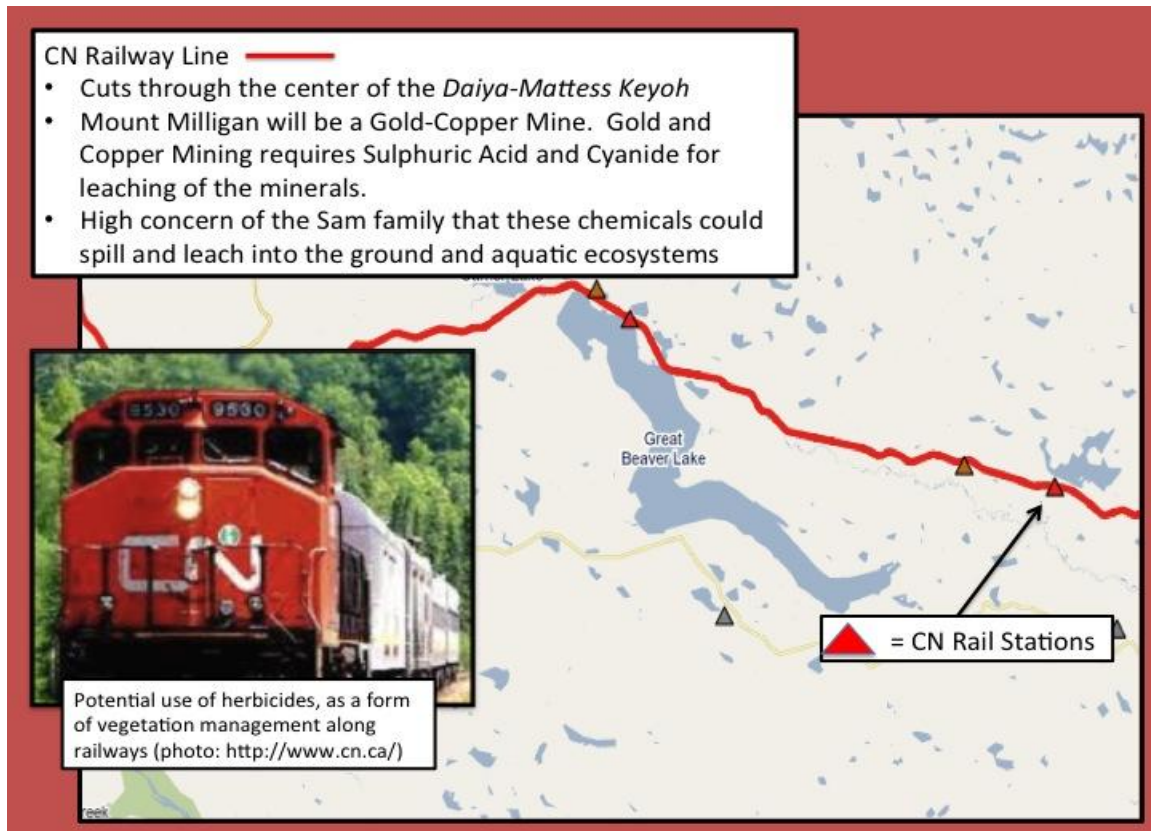 CN Railway Line
• Cuts through the center of the Daiya-Mattess Keyoh
• Mount Milligan will be a Gold-Copper Mine. Gold and
Copper Mining requires Sulphuric Acid and Cyanide for
leaching of the minerals.
• High concern of the Sam family that these chemicals could
spill and leach into the ground and aquatic ecosystems
9530 9530
CN
Great
Beaver Lake
= CN Rail Stations
Potential use of herbicides, as a form
of vegetation management along
railways (photo: http://www.cn.ca/)
reek